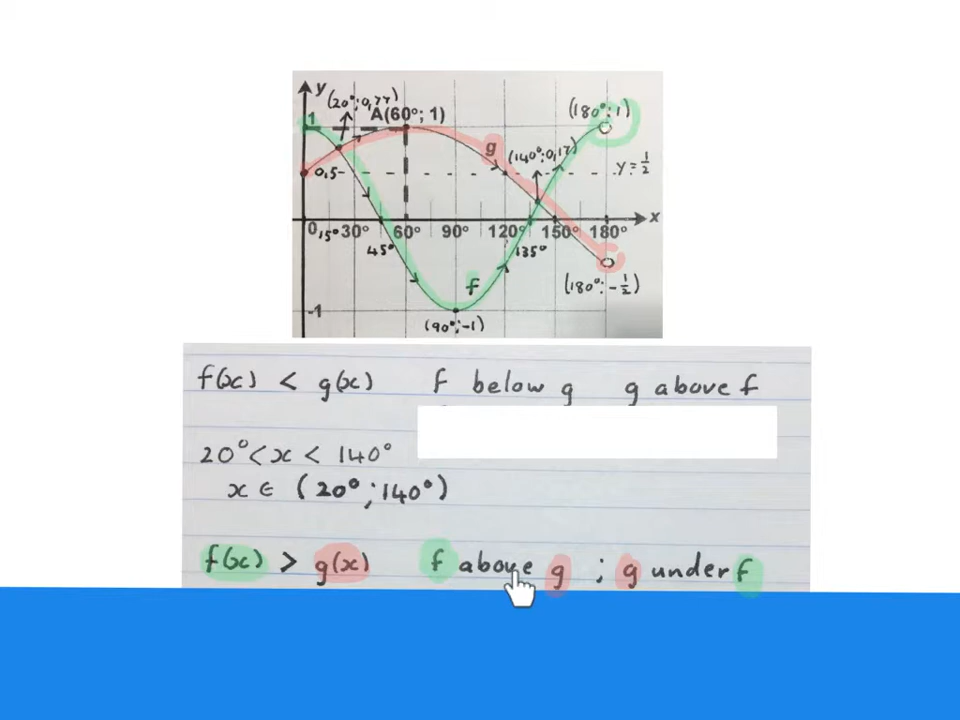 y
(20°;0,77)
A(60°; 1)
(180°;1)
1
g
(140°;0,17)
0,5
y=½
0 15° 30° 60° 90° 120° 150° 180° x
45° 135°
f
(180°;-½)
-1
(90°;-1)
f(x) < g(x) f below g g above f
20° < x < 140°
x ∈ (20°;140°)
f(x) > g(x) f above g ; g under f